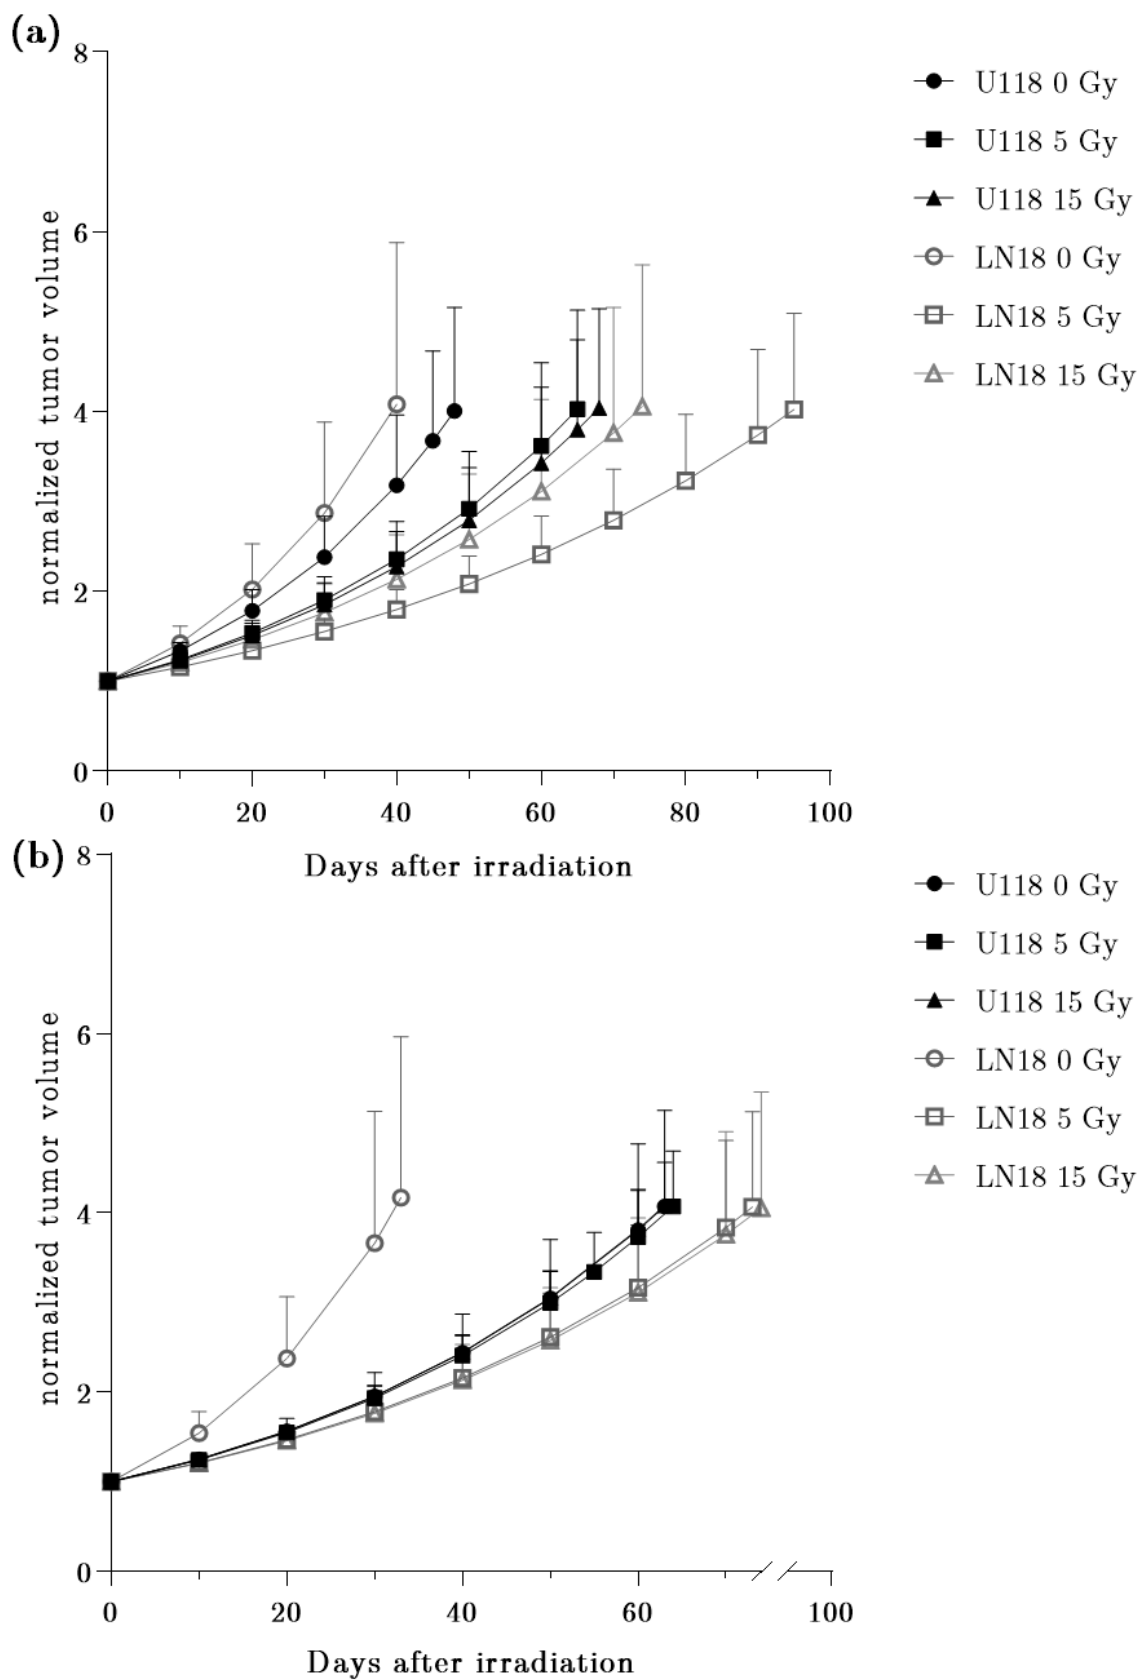 (a)
8
6
4
2
0
normalized tumor volume
0 20 40 60 80 100
Days after irradiation
U118 0 Gy
U118 5 Gy
U118 15 Gy
LN18 0 Gy
LN18 5 Gy
LN18 15 Gy
(b)
8
6
4
2
0
normalized tumor volume
0 20 40 60 100
Days after irradiation
U118 0 Gy
U118 5 Gy
U118 15 Gy
LN18 0 Gy
LN18 5 Gy
LN18 15 Gy